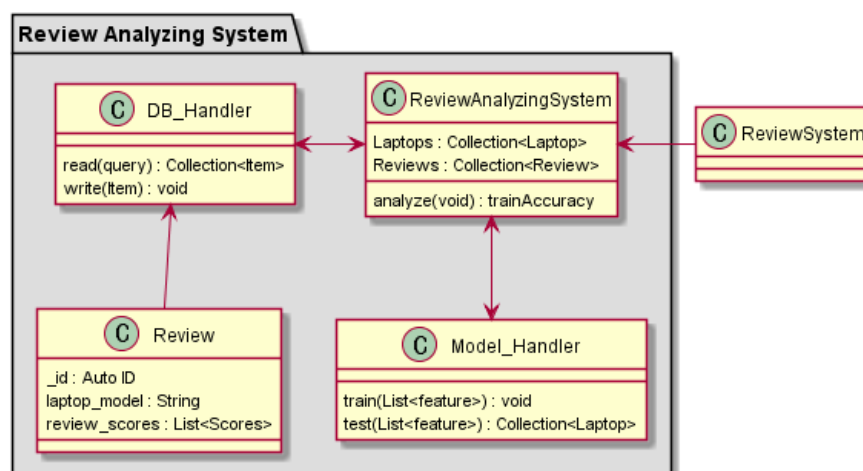 Review Analyzing System
C DB_Handler
read(query) : Collection<Item>
write(Item) : void
C ReviewAnalyzingSystem
Laptops : Collection<Laptop>
Reviews : Collection<Review>
analyze(void) : trainAccuracy
C ReviewSystem
C Review
_id : Auto ID
laptop_model : String
review_scores : List<Scores>
C Model_Handler
train(List<feature>) : void
test(List<feature>) : Collection<Laptop>